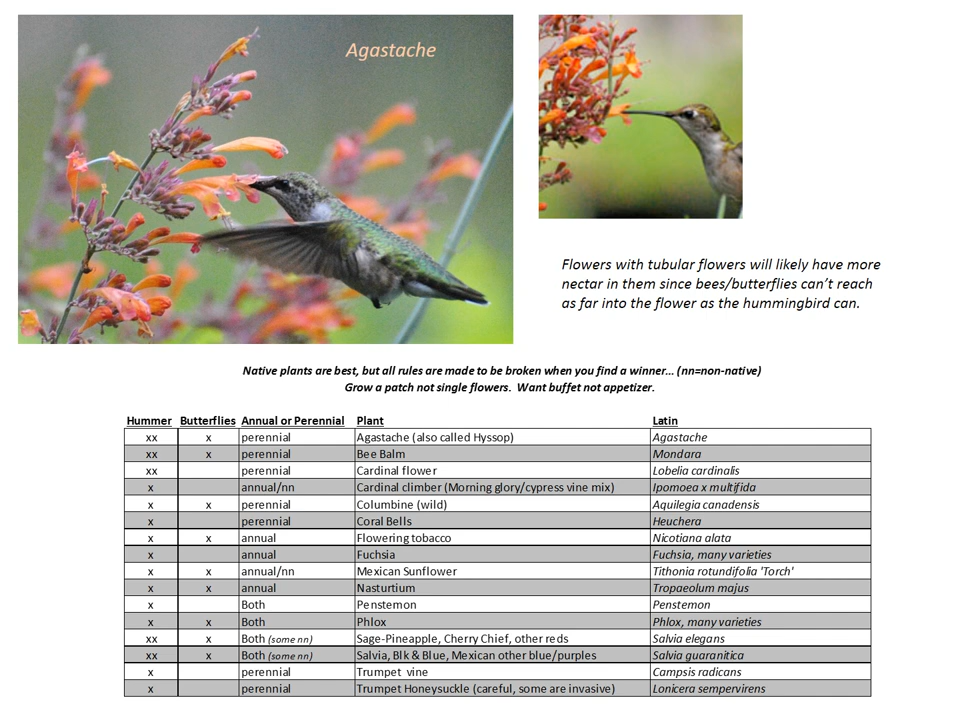 Agastache
Flowers with tubular flowers will likely have more
nectar in them since bees/butterflies can't reach
as far into the flower as the hummingbird can.
Native plants are best, but all rules are made to be broken when you find a winner... (nn=non-native)
Grow a patch not single flowers.  Want buffet not appetizer.
Hummer Butterflies Annual or Perennial Plant Latin
xx x perennial Agastache (also called Hyssop) Agastache
xx x perennial Bee Balm Mondara
xx perennial Cardinal flower Lobelia cardinalis
x annual/nn Cardinal climber (Morning glory/cypress vine mix) Ipomoea x multifida
x x perennial Columbine (wild) Aquilegia canadensis
x perennial Coral Bells Heuchera
x x annual Flowering tobacco Nicotiana alata
x annual Fuchsia Fuchsia, many varieties
x x annual/nn Mexican Sunflower Tithonia rotundifolia 'Torch'
x x annual Nasturtium Tropaeolum majus
x Both Penstemon Penstemon
x x Both Phlox Phlox, many varieties
xx x Both (some nn) Sage-Pineapple, Cherry Chief, other reds Salvia elegans
xx x Both (some nn) Salvia, Blk & Blue, Mexican other blue/purples Salvia guaranitica
x perennial Trumpet  vine Campsis radicans
x perennial Trumpet Honeysuckle (careful, some are invasive) Lonicera sempervirens